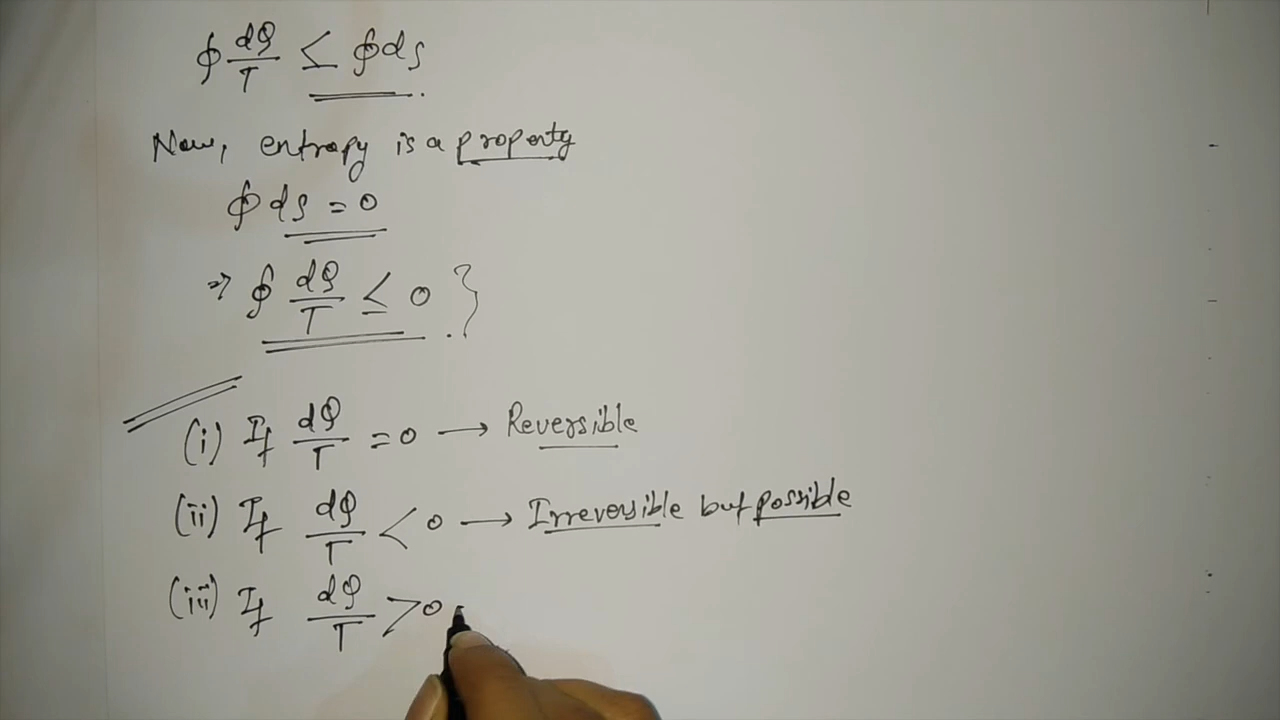 ∮ dQ/T ≤ ∮ds
Now, entropy is a property
∮ ds = 0
⇒ ∮ dQ/T ≤ 0 }
(i) If dQ/T = 0 → Reversible
(ii) If dQ/T < 0 → Irreversible but possible
(iii) If dQ/T > 0